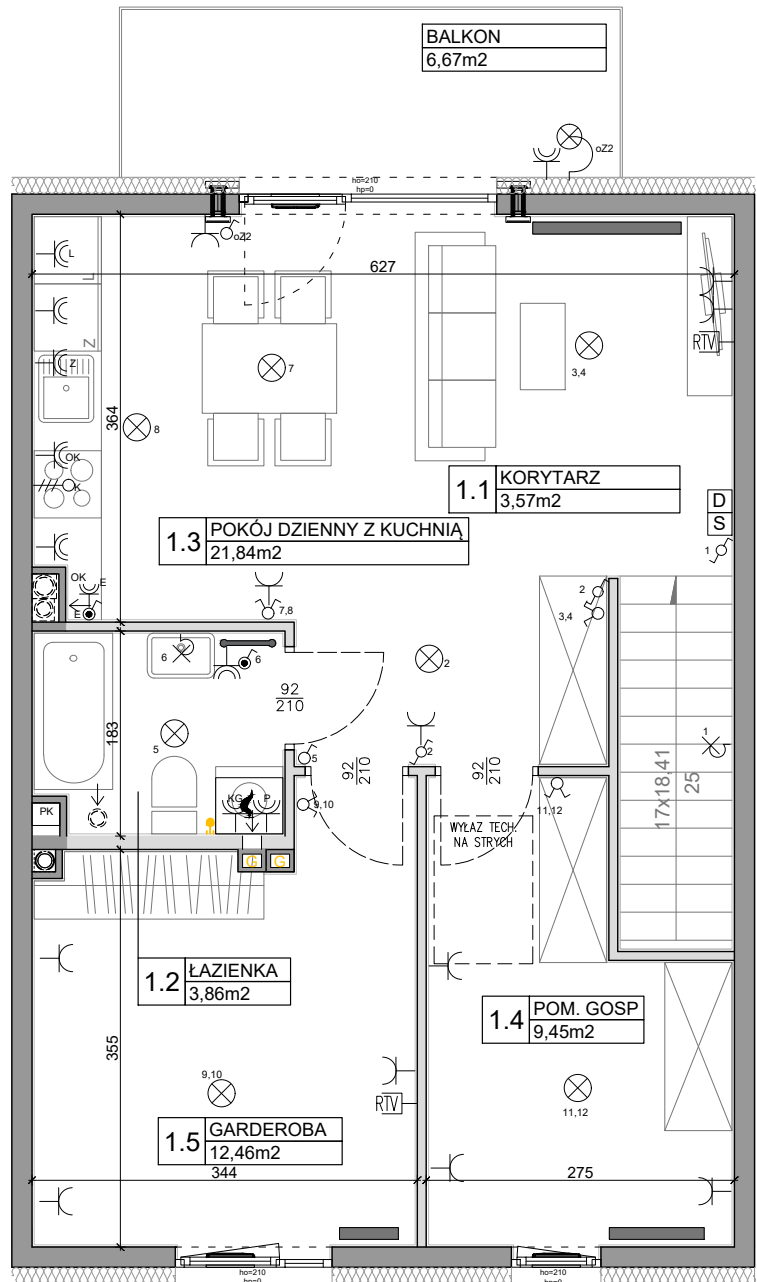 BALKON
6,67m2
oZ2
ho=210
hp=0
oZ2
L
L
627
RTV
Z
Z
7
3,4
8
364
OK
K
1.1 KORYTARZ
3,57m2
D
S
1
1.3 POKÓJ DZIENNY Z KUCHNIĄ
21,84m2
OK
E
E
7,8
2
3,4
6
6
2
92
210
183
5
5
92
210
2
92
210
1
17x18,41
25
PK
KG
P
9,10
11,12
WYŁAZ TECH.
NA STRYCH
G
G
1.2 ŁAZIENKA
3,86m2
1.4 POM. GOSP
9,45m2
355
9,10
RTV
11,12
1.5 GARDEROBA
12,46m2
344
275
ho=210
hp=0
ho=210
hp=0